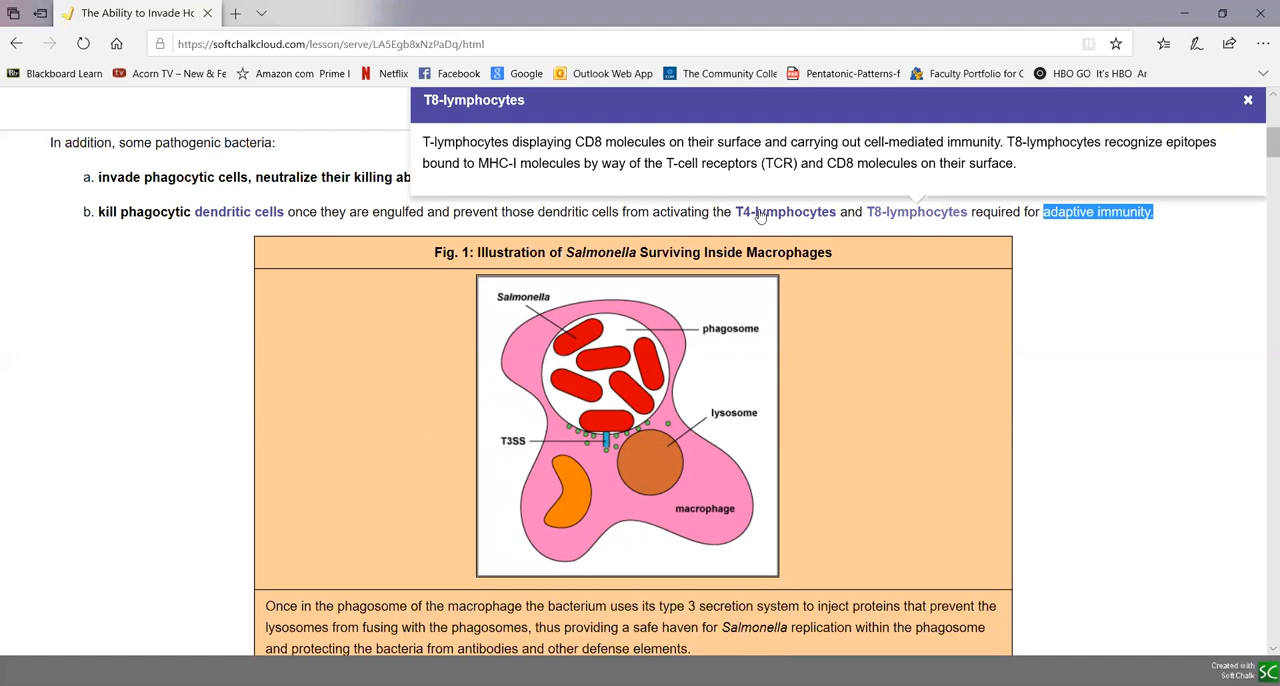 The Ability to Invade Ho
https://softchalkcloud.com/lesson/serve/LA5Egb8xNzPaDq/html
Blackboard Learn
Acorn TV – New & Fe
Amazon com Prime I
Netflix
Facebook
Google
Outlook Web App
The Community Colle
Pentatonic-Patterns-f
Faculty Portfolio for C
HBO GO It's HBO Ar
T8-lymphocytes
T-lymphocytes displaying CD8 molecules on their surface and carrying out cell-mediated immunity. T8-lymphocytes recognize epitopes
bound to MHC-I molecules by way of the T-cell receptors (TCR) and CD8 molecules on their surface.
In addition, some pathogenic bacteria:
a. invade phagocytic cells, neutralize their killing ab
b. kill phagocytic dendritic cells once they are engulfed and prevent those dendritic cells from activating the T4-lymphocytes and T8-lymphocytes required for adaptive immunity.
Fig. 1: Illustration of Salmonella Surviving Inside Macrophages
Salmonella
phagosome
lysosome
T3SS
macrophage
Once in the phagosome of the macrophage the bacterium uses its type 3 secretion system to inject proteins that prevent the
lysosomes from fusing with the phagosomes, thus providing a safe haven for Salmonella replication within the phagosome
and protecting the bacteria from antibodies and other defense elements.
Created with
SoftChalk
SC